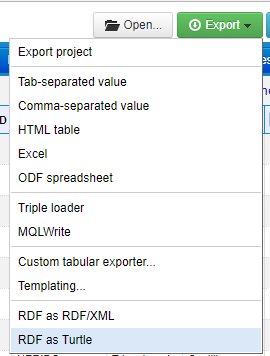 Open...
Export
Export project
Tab-separated value
Comma-separated value
HTML table
Excel
ODF spreadsheet
Triple loader
MQLWrite
Custom tabular exporter...
Templating...
RDF as RDF/XML
RDF as Turtle